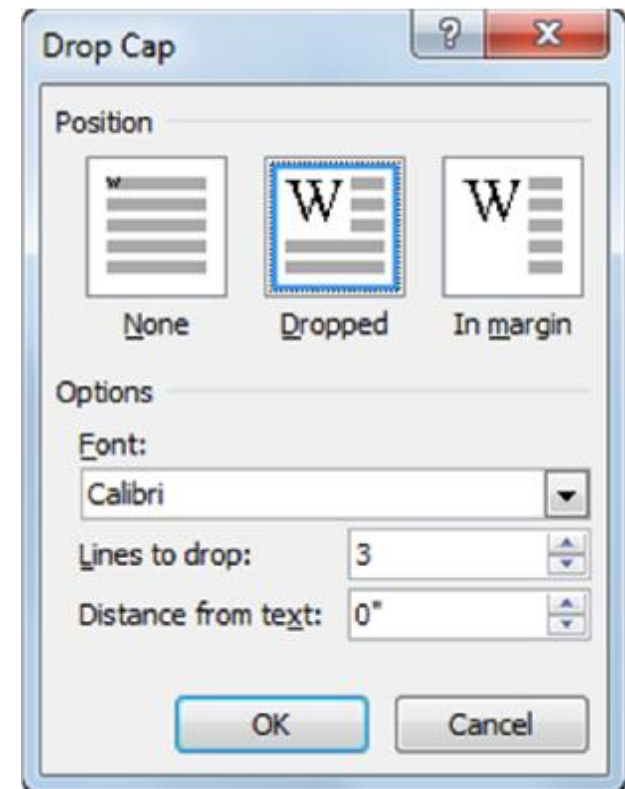 Drop Cap
Position
W
W
W
None Dropped In margin
Options
Font:
Calibri
Lines to drop: 3
Distance from text: 0"
OK Cancel